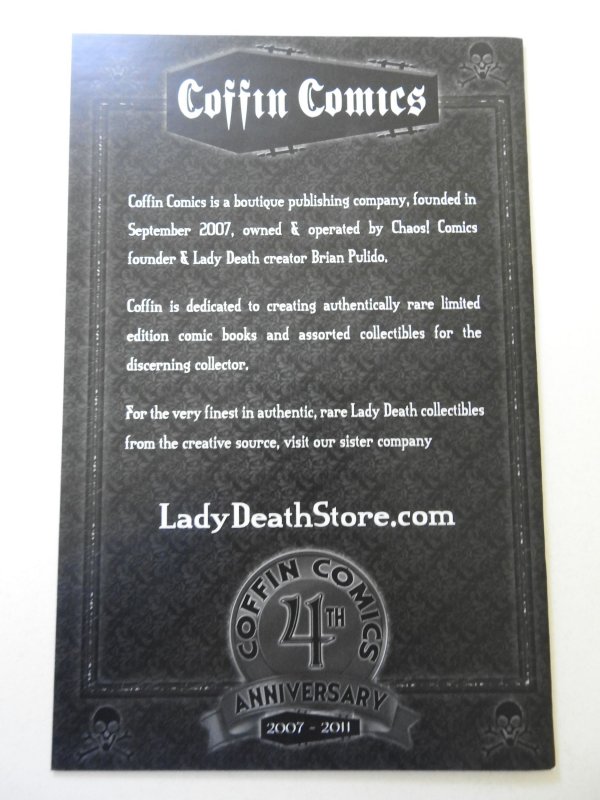 Coffin Comics
Coffin Comics is a boutique publishing company, founded in
September 2007, owned & operated by Chaos! Comics
founder & Lady Death creator Brian Pulido.
Coffin is dedicated to creating authentically rare limited
edition comic books and assorted collectibles for the
discerning collector.
For the very finest in authentic, rare Lady Death collectibles
from the creative source, visit our sister company
LadyDeathStore.com
COFFIN COMICS
4TH
ANNIVERSARY
2007 - 2011